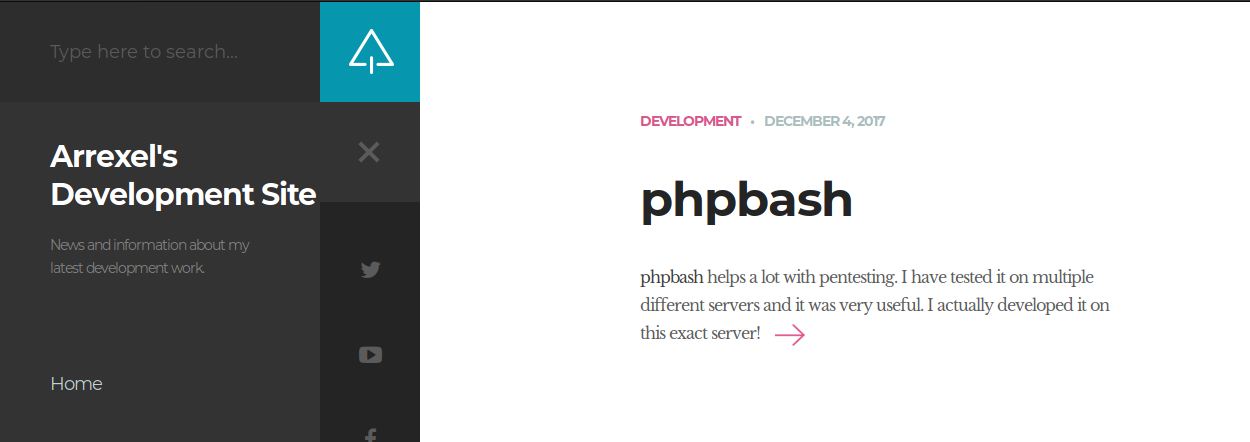 Type here to search...
Arrexel's
Development Site
News and information about my
latest development work.
Home
DEVELOPMENT • DECEMBER 4, 2017
phpbash
phpbash helps a lot with pentesting. I have tested it on multiple
different servers and it was very useful. I actually developed it on
this exact server!